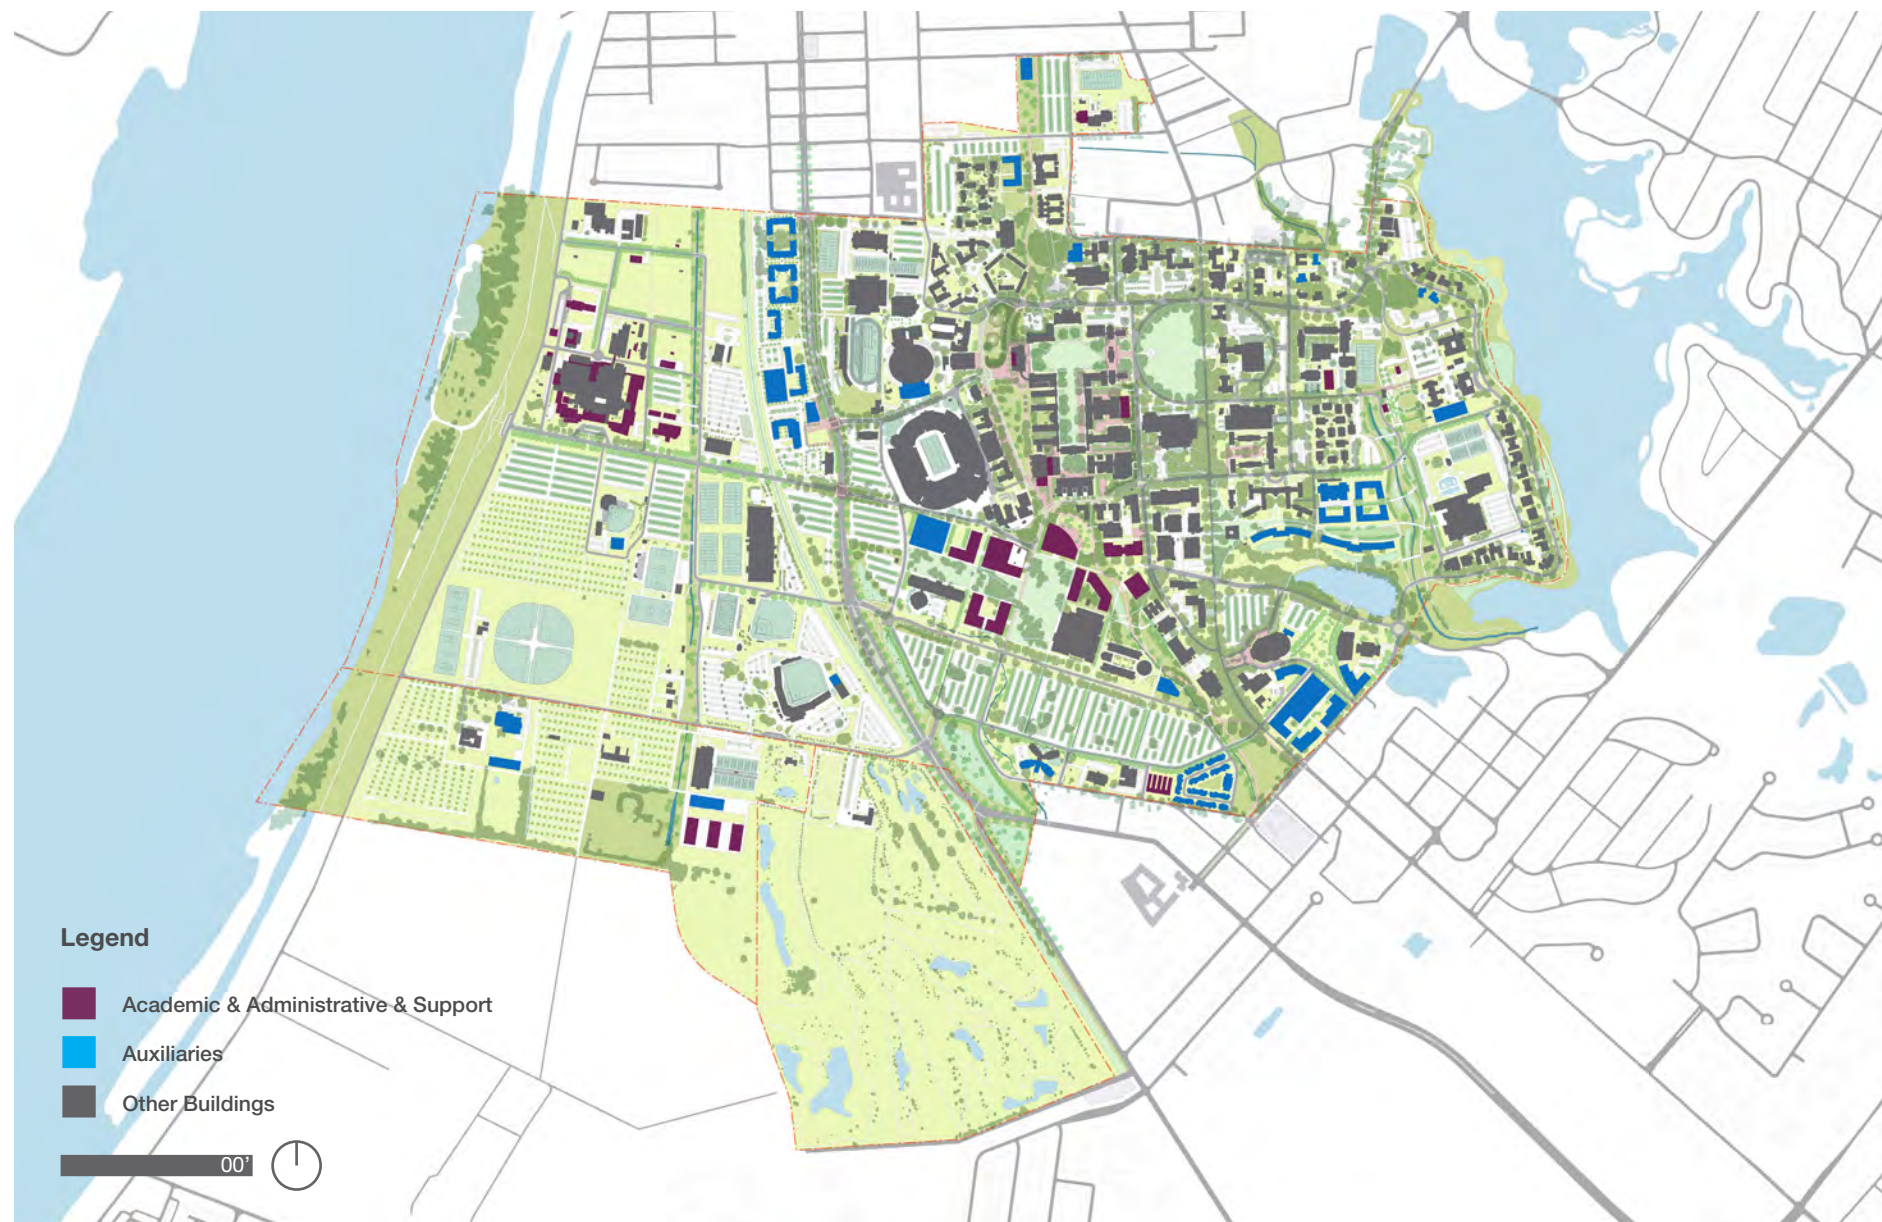 Legend
Academic & Administrative & Support
Auxiliaries
Other Buildings
00'